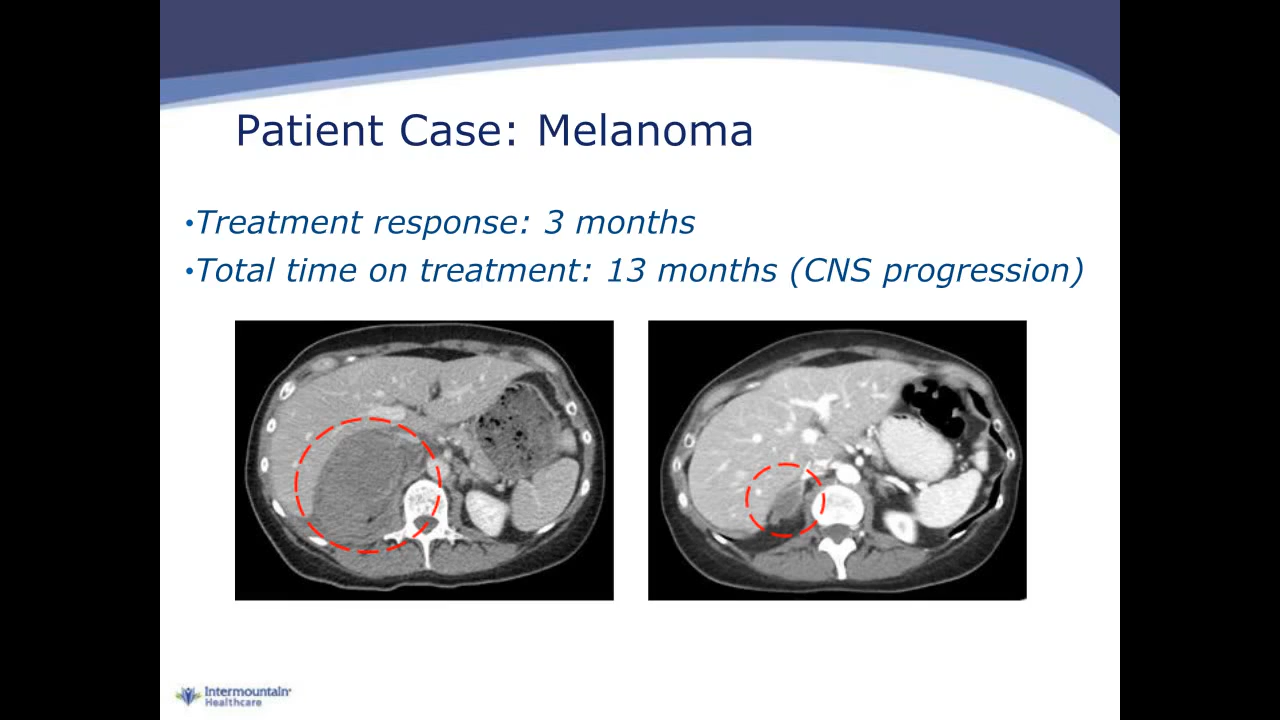 Patient Case: Melanoma
•Treatment response: 3 months
•Total time on treatment: 13 months (CNS progression)
Intermountain
Healthcare